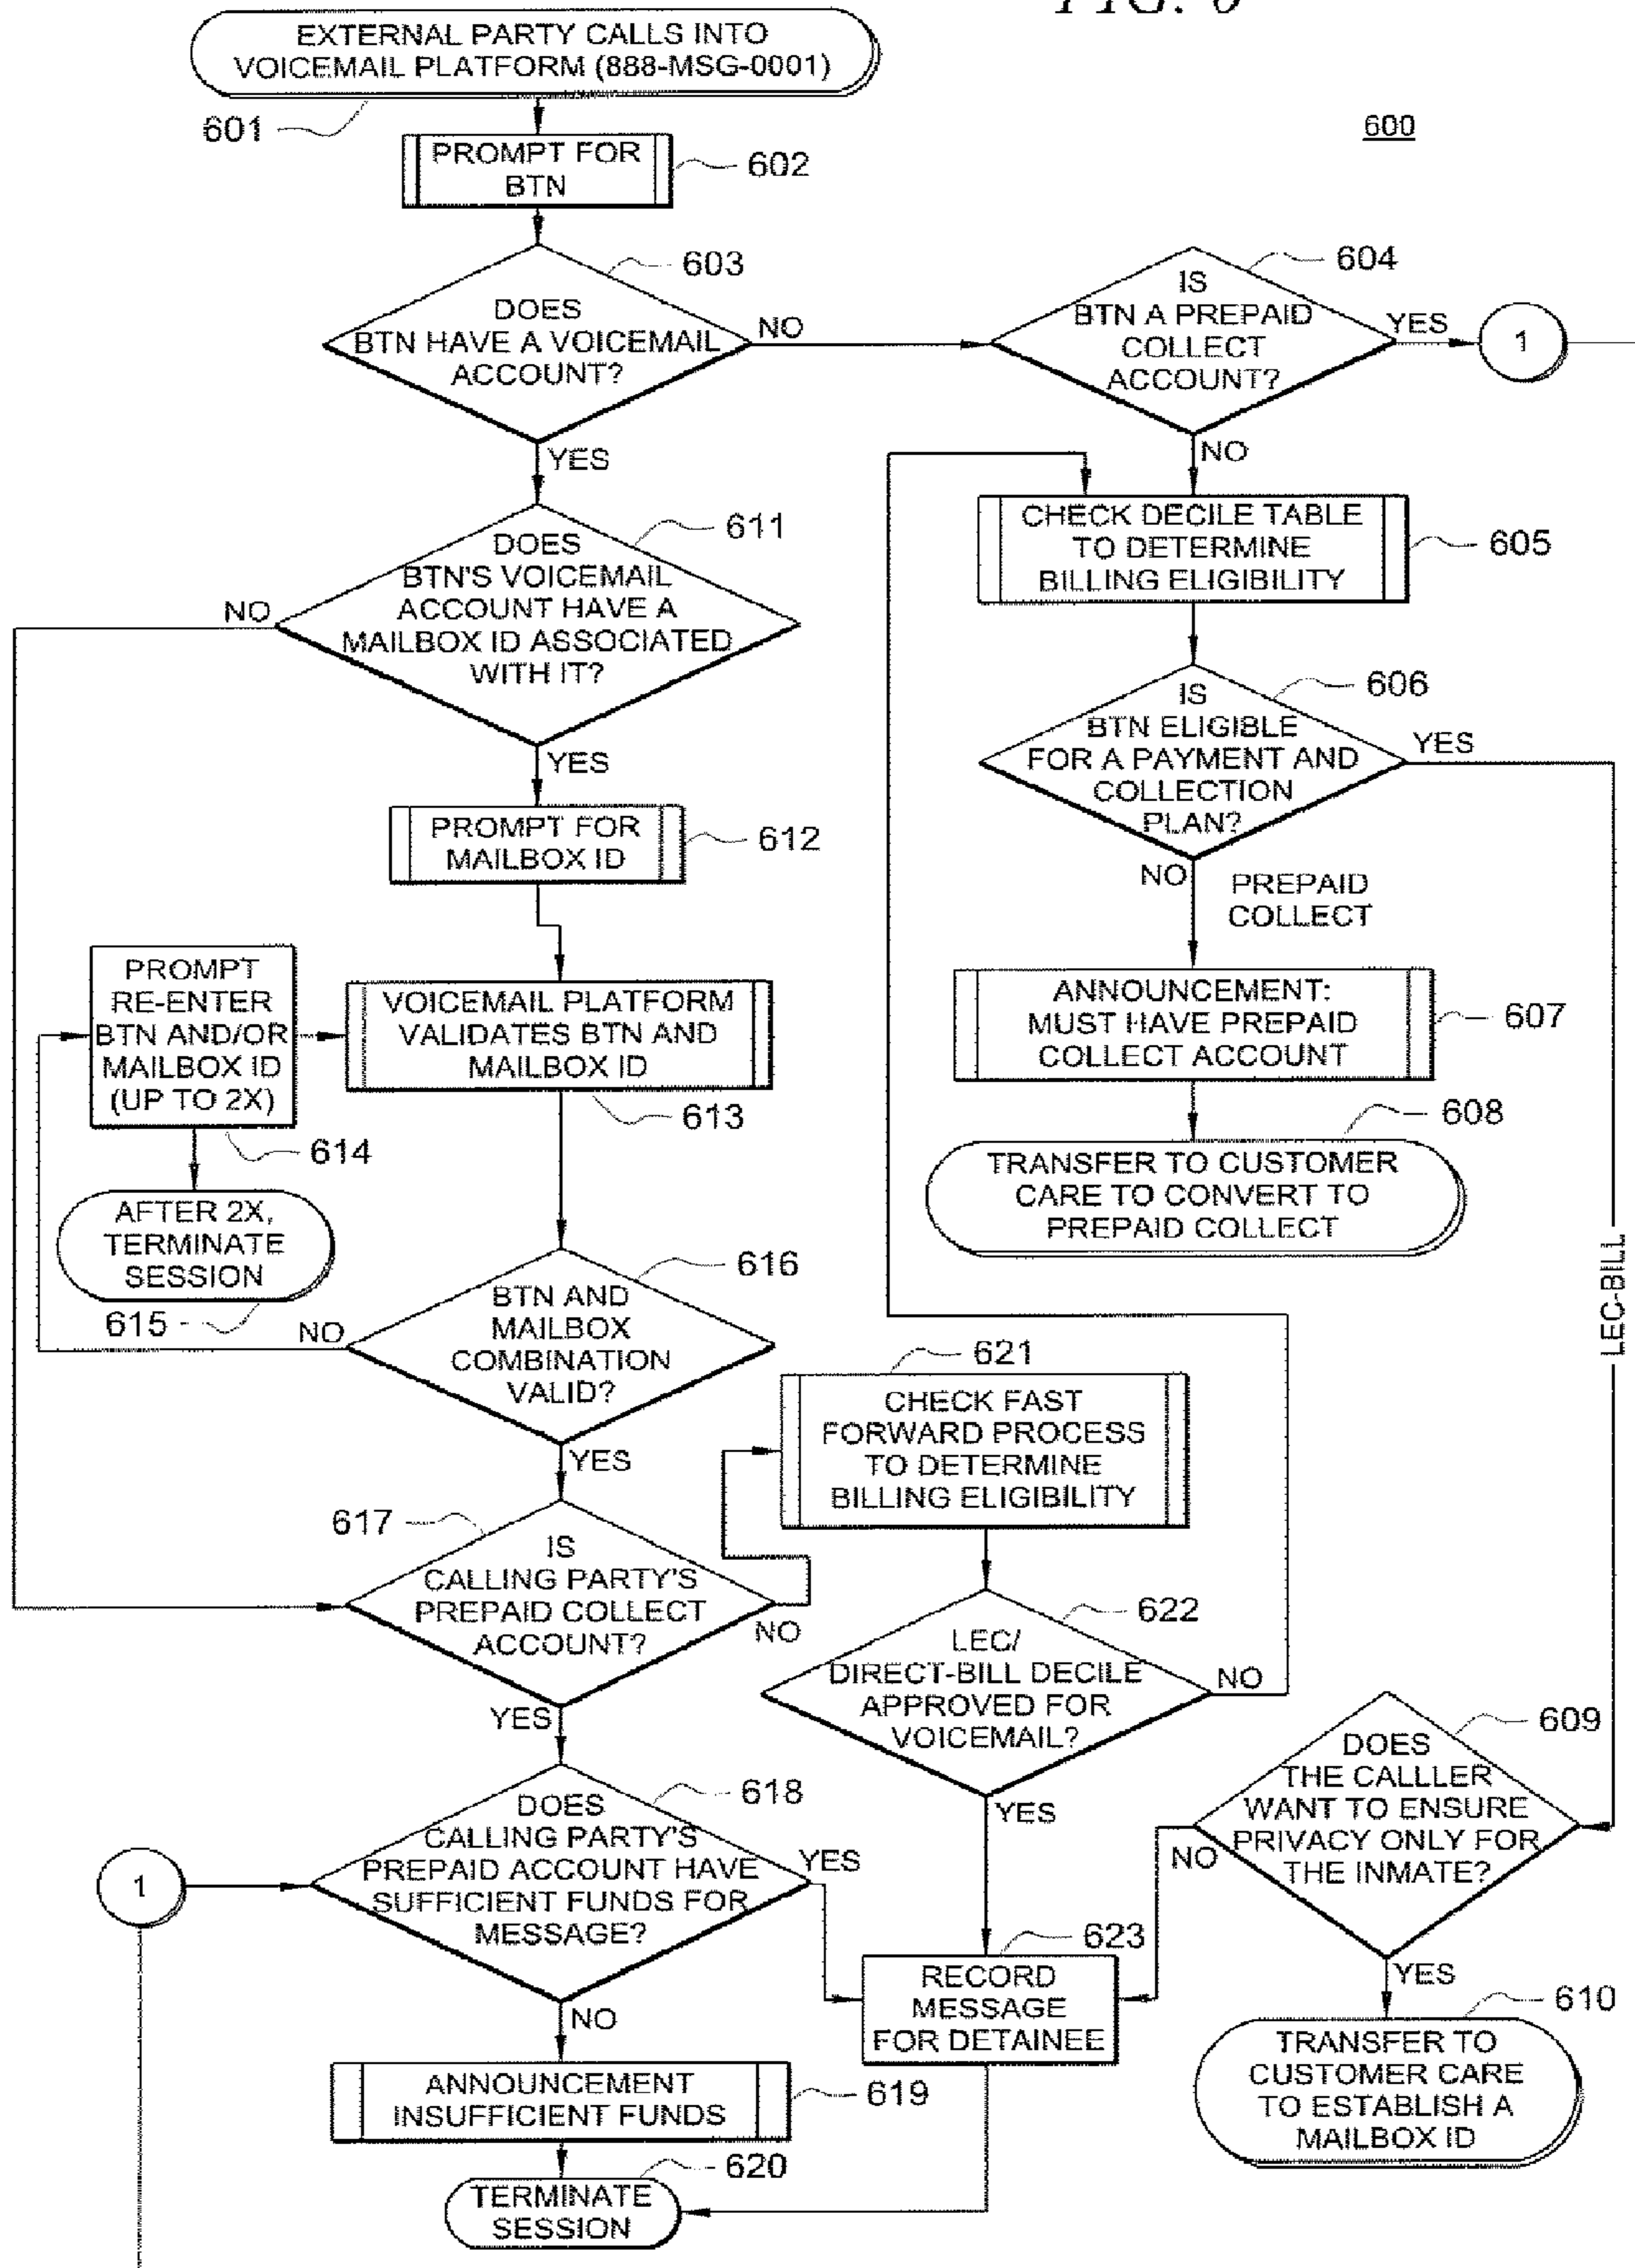 FIG. 6
EXTERNAL PARTY CALLS INTO
VOICEMAIL PLATFORM (888-MSG-0001)
601
600
PROMPT FOR
BTN
602
603
DOES
BTN HAVE A VOICEMAIL
ACCOUNT?
NO
YES
604
IS
BTN A PREPAID
COLLECT
ACCOUNT?
YES
1
NO
611
DOES
BTN'S VOICEMAIL
ACCOUNT HAVE A
MAILBOX ID ASSOCIATED
WITH IT?
NO
YES
CHECK DECILE TABLE
TO DETERMINE
BILLING ELIGIBILITY
605
606
IS
BTN ELIGIBLE
FOR A PAYMENT AND
COLLECTION
PLAN?
YES
NO
PREPAID
COLLECT
PROMPT FOR
MAILBOX ID
612
PROMPT
RE-ENTER
BTN AND/OR
MAILBOX ID
(UP TO 2X)
614
VOICEMAIL PLATFORM
VALIDATES BTN AND
MAILBOX ID
613
ANNOUNCEMENT:
MUST HAVE PREPAID
COLLECT ACCOUNT
607
608
TRANSFER TO CUSTOMER
CARE TO CONVERT TO
PREPAID COLLECT
AFTER 2X,
TERMINATE
SESSION
615
616
BTN AND
MAILBOX
COMBINATION
VALID?
NO
YES
LEC-BILL
621
CHECK FAST
FORWARD PROCESS
TO DETERMINE
BILLING ELIGIBILITY
617
IS
CALLING PARTY'S
PREPAID COLLECT
ACCOUNT?
NO
YES
622
LEC/
DIRECT-BILL DECILE
APPROVED FOR
VOICEMAIL?
NO
YES
609
DOES
THE CALLLER
WANT TO ENSURE
PRIVACY ONLY FOR
THE INMATE?
NO
YES
618
DOES
CALLING PARTY'S
PREPAID ACCOUNT HAVE
SUFFICIENT FUNDS FOR
MESSAGE?
YES
NO
1
623
RECORD
MESSAGE
FOR DETAINEE
610
TRANSFER TO
CUSTOMER CARE
TO ESTABLISH A
MAILBOX ID
ANNOUNCEMENT
INSUFFICIENT FUNDS
619
620
TERMINATE
SESSION